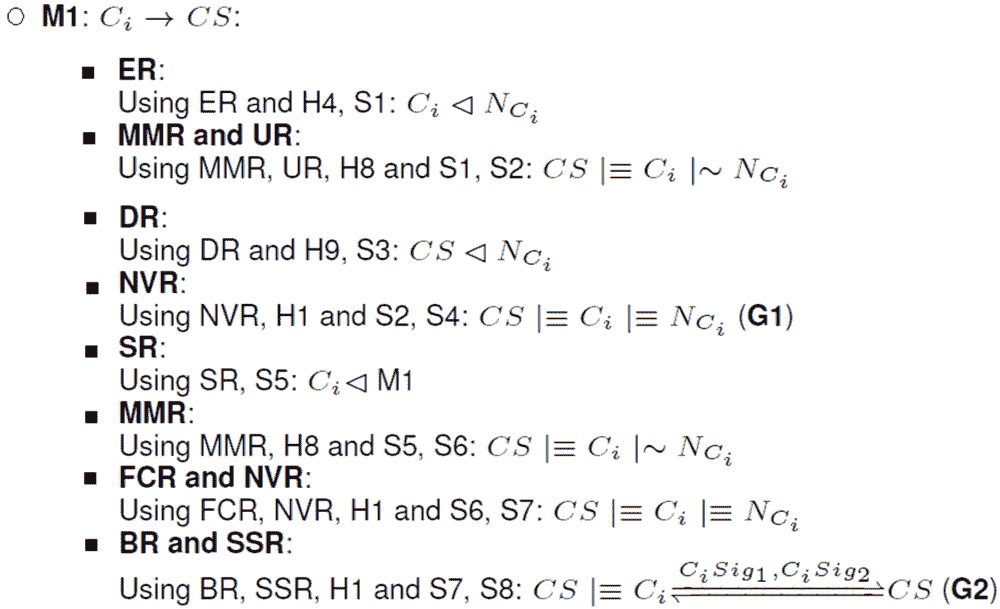 ○ M1: C_i → CS:
■ ER:
Using ER and H4, S1: C_i ◁ N_{C_i}
■ MMR and UR:
Using MMR, UR, H8 and S1, S2: CS |≡ C_i |∼ N_{C_i}
■ DR:
Using DR and H9, S3: CS ◁ N_{C_i}
■ NVR:
Using NVR, H1 and S2, S4: CS |≡ C_i |≡ N_{C_i} (G1)
■ SR:
Using SR, S5: C_i ◁ M1
■ MMR:
Using MMR, H8 and S5, S6: CS |≡ C_i |∼ N_{C_i}
■ FCR and NVR:
Using FCR, NVR, H1 and S6, S7: CS |≡ C_i |≡ N_{C_i}
■ BR and SSR:
Using BR, SSR, H1 and S7, S8: CS |≡ C_i \xrightleftharpoons{C_iSig_1,C_iSig_2} CS (G2)